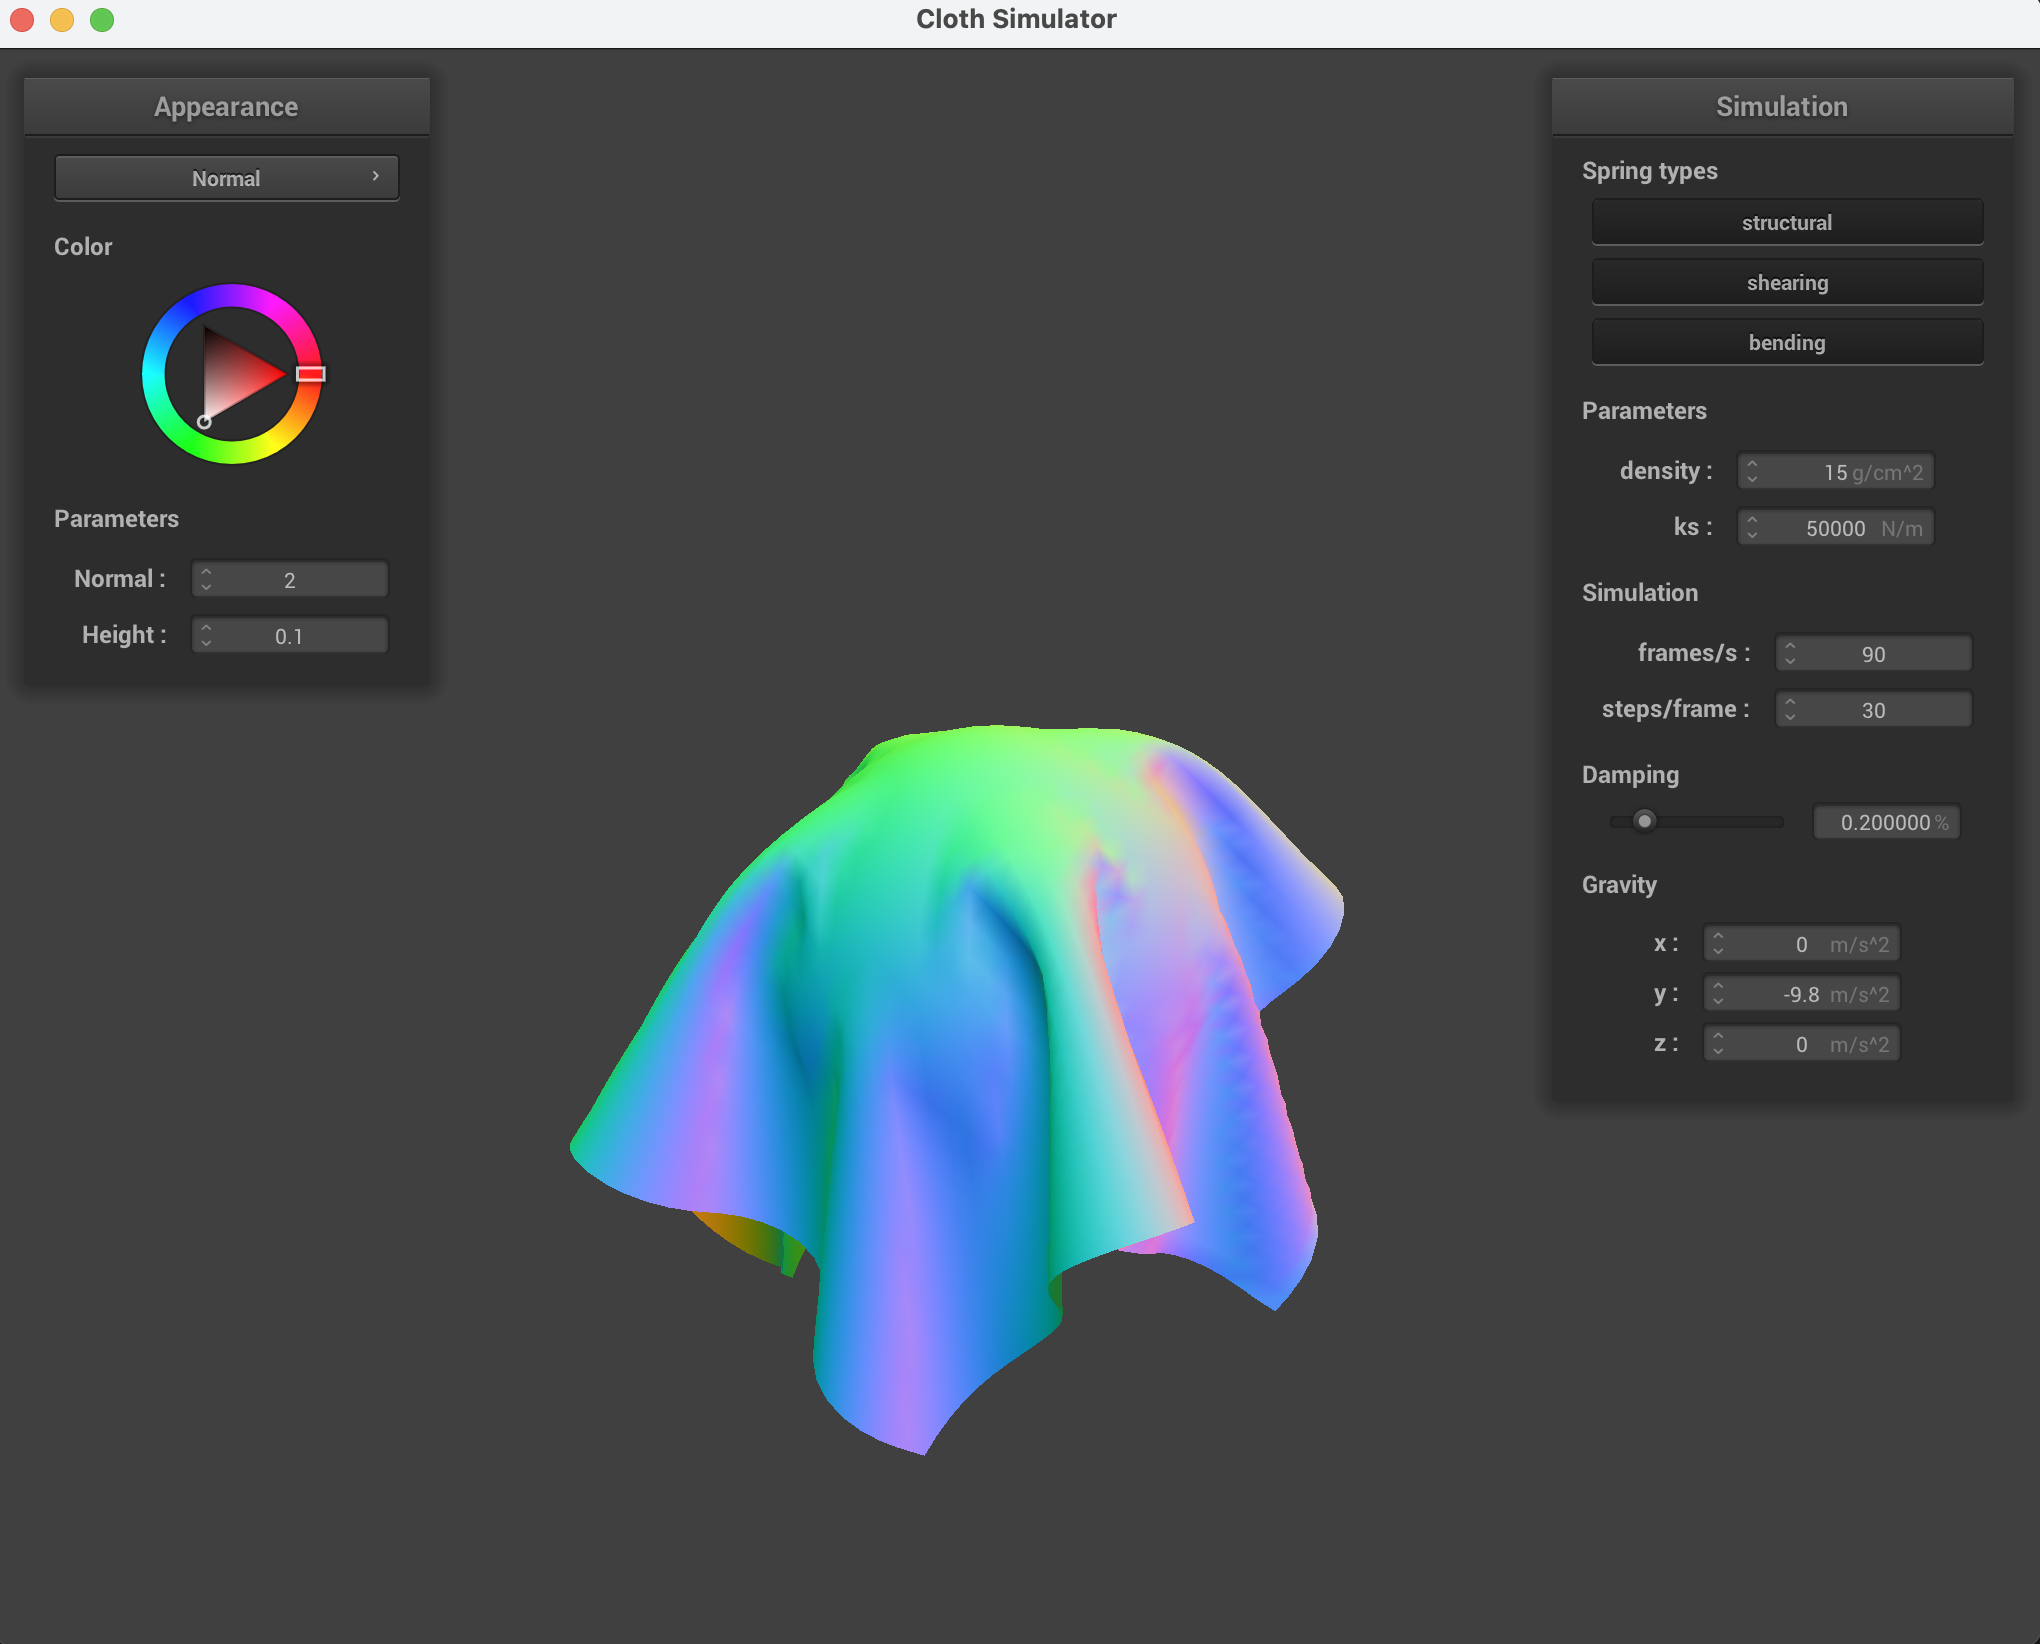 Cloth Simulator
Appearance
Normal
Color
Parameters
Normal : 2
Height : 0.1
Simulation
Spring types
structural
shearing
bending
Parameters
density : 15 g/cm^2
ks : 50000 N/m
Simulation
frames/s : 90
steps/frame : 30
Damping
0.200000 %
Gravity
x : 0 m/s^2
y : -9.8 m/s^2
z : 0 m/s^2